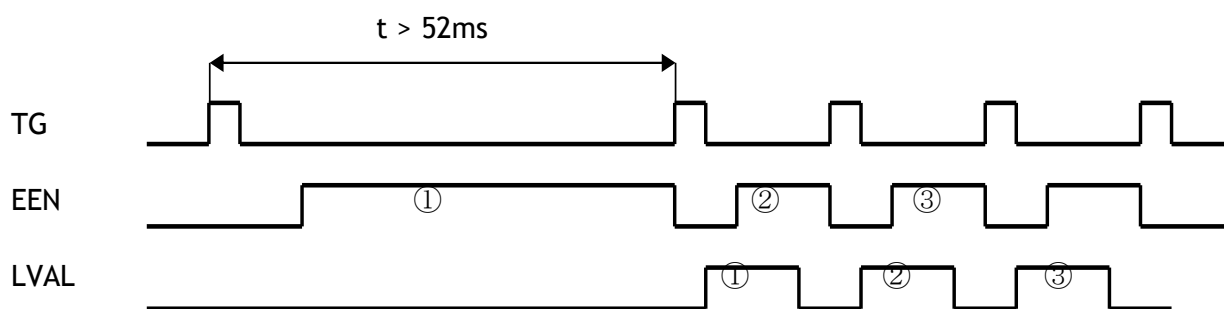 t > 52ms
TG
EEN ① ② ③
LVAL ① ② ③